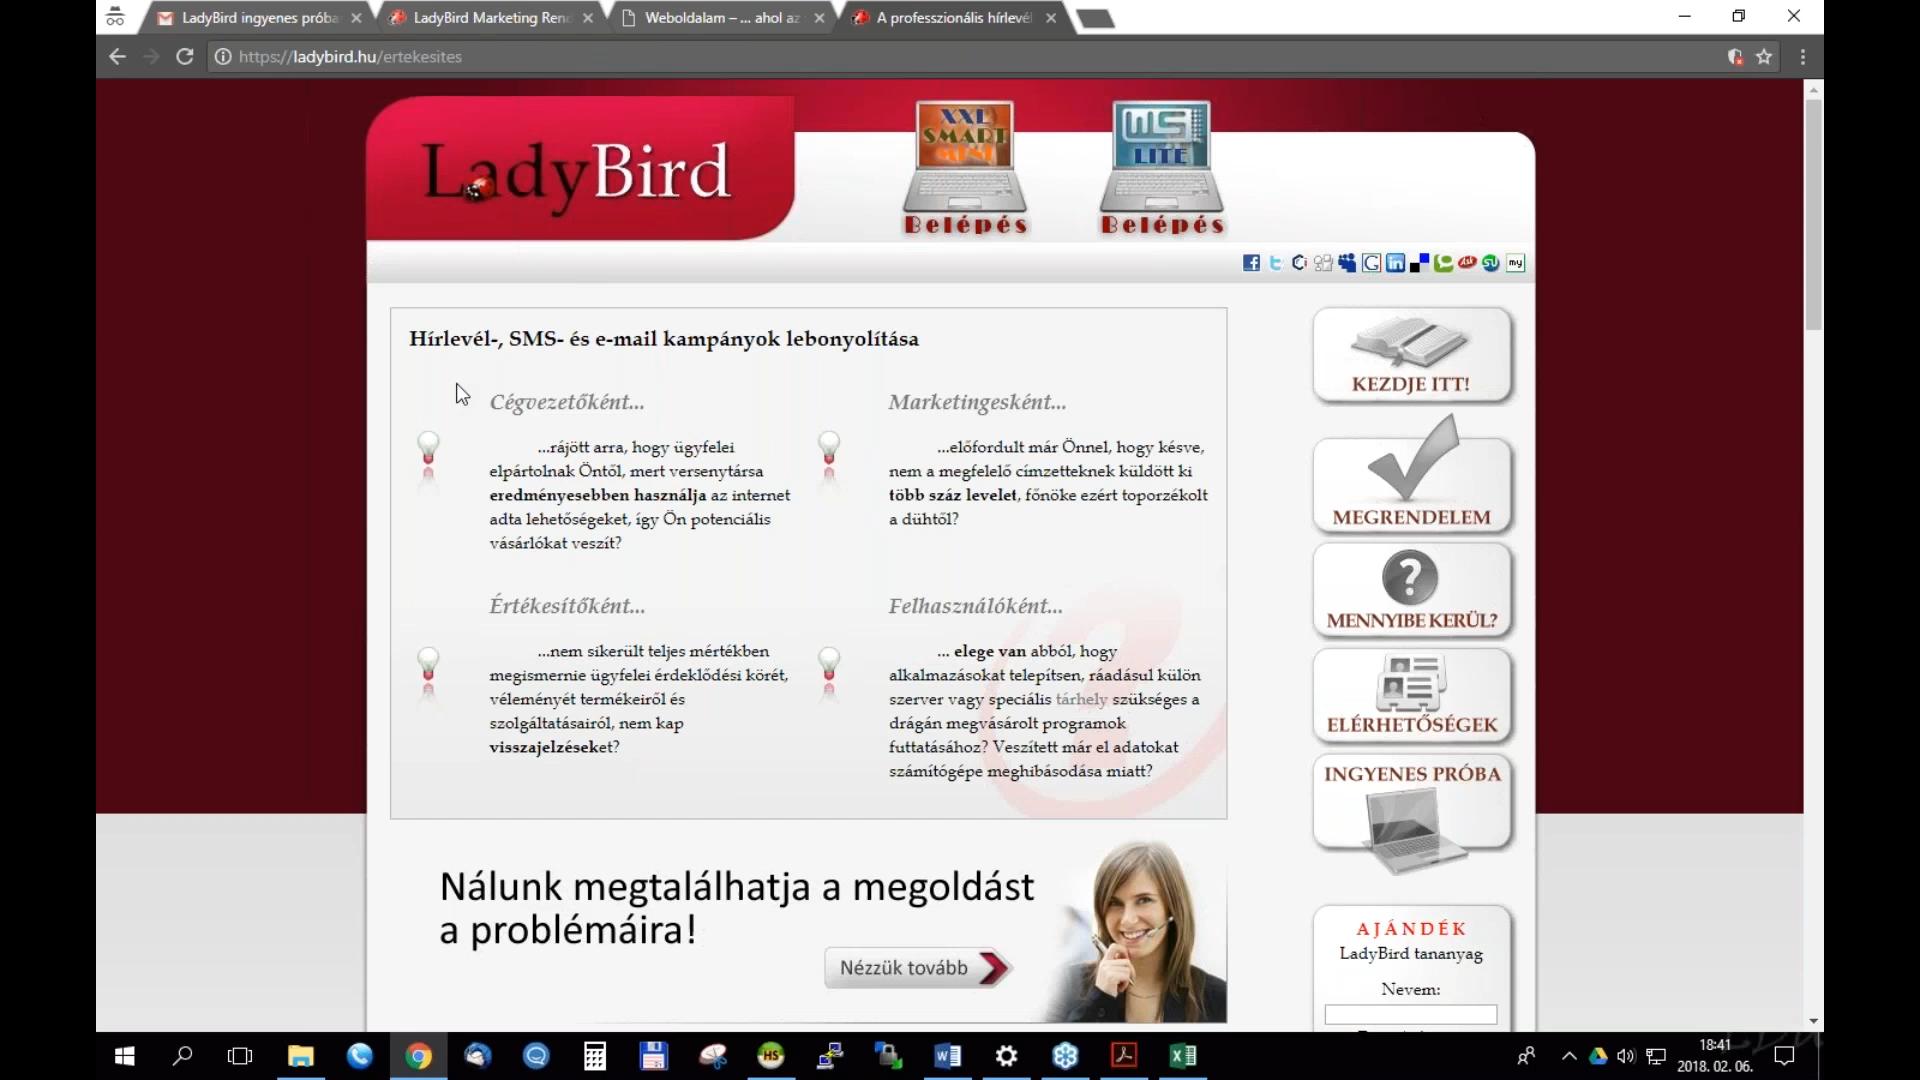 LadyBird ingyenes próba
LadyBird Marketing Rend
Weboldalam – ... ahol az
A professzionális hírlevél
https://ladybird.hu/ertekesites
LadyBird
XXL
SMART
WS
LITE
Belépés
Belépés
Hírlevél-, SMS- és e-mail kampányok lebonyolítása
Cégvezetőként...
...rájött arra, hogy ügyfelei
elpártolnak Öntől, mert versenytársa
eredményesebben használja az internet
adta lehetőségeket, így Ön potenciális
vásárlókat veszít?
Marketingesként...
...előfordult már Önnel, hogy késve,
nem a megfelelő címzetteknek küldött ki
több száz levelet, főnöke ezért toporzékolt
a dühtől?
Értékesítőként...
...nem sikerült teljes mértékben
megismernie ügyfelei érdeklődési körét,
véleményét termékeiről és
szolgáltatásairól, nem kap
visszajelzéseket?
Felhasználóként...
... elege van abból, hogy
alkalmazásokat telepítsen, ráadásul külön
szerver vagy speciális tárhely szükséges a
drágán megvásárolt programok
futtatásához? Veszített már el adatokat
számítógépe meghibásodása miatt?
Nálunk megtalálhatja a megoldást
a problémáira!
Nézzük tovább
KEZDJE ITT!
MEGRENDELEM
MENNYIBE KERÜL?
ELÉRHETŐSÉGEK
INGYENES PRÓBA
AJÁNDÉK
LadyBird tananyag
Nevem:
18:41
2018. 02. 06.